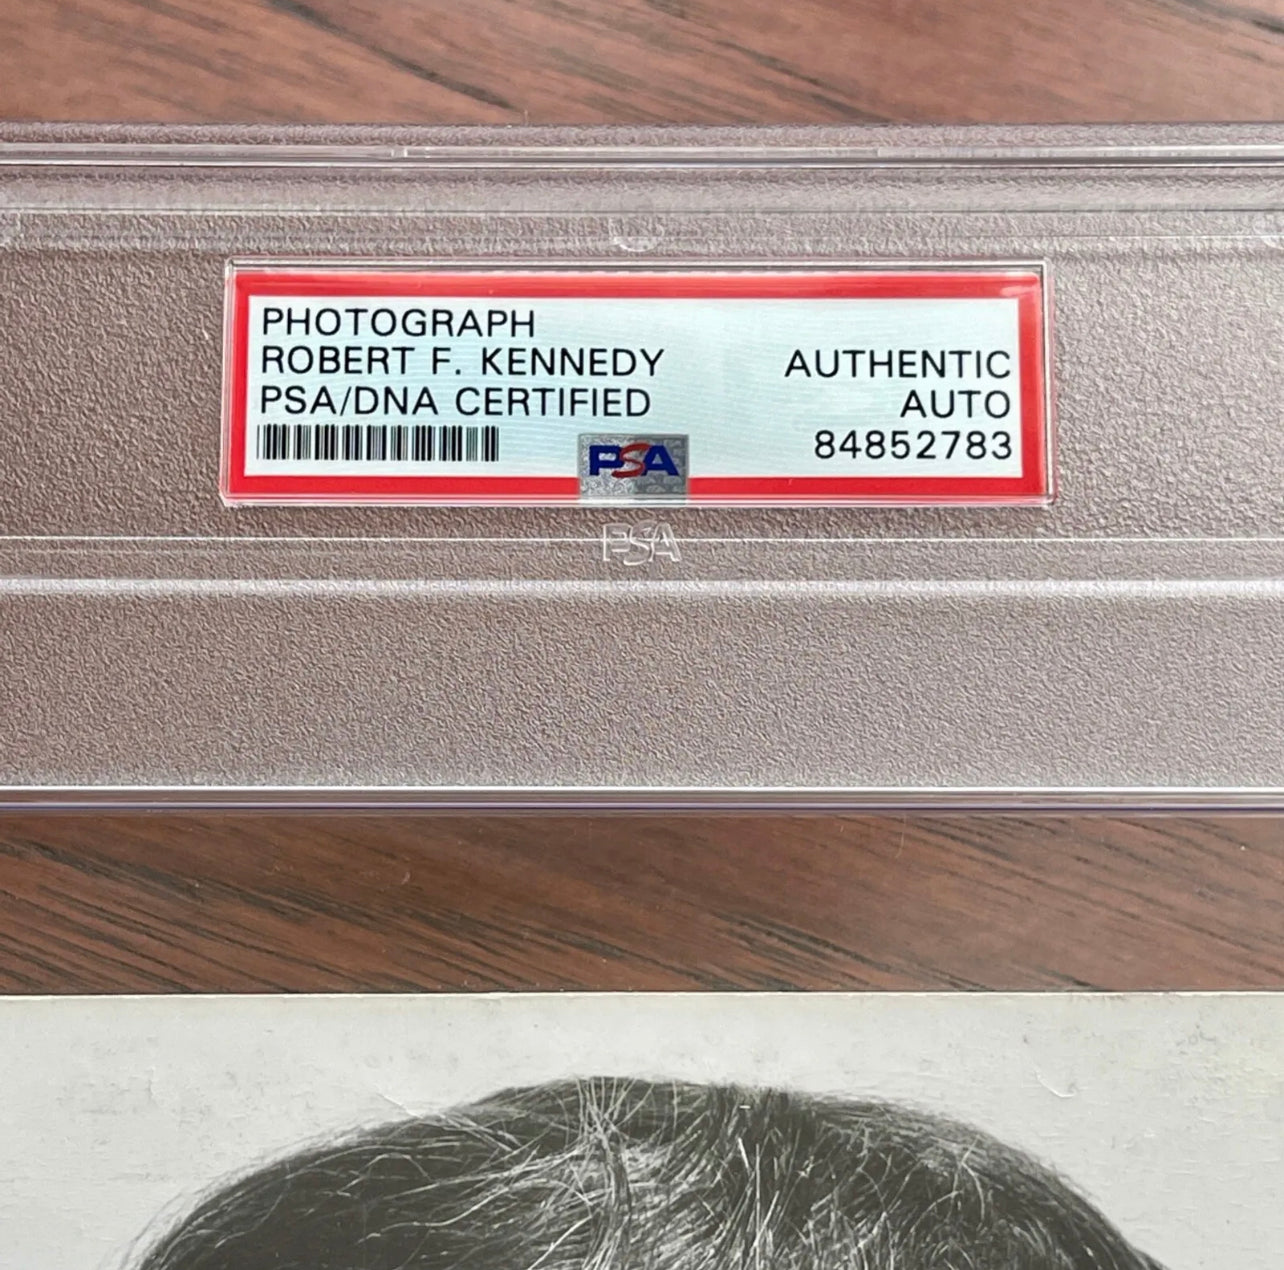 PHOTOGRAPH
ROBERT F. KENNEDY
PSA/DNA CERTIFIED
AUTHENTIC
AUTO
84852783
PSA
PSA